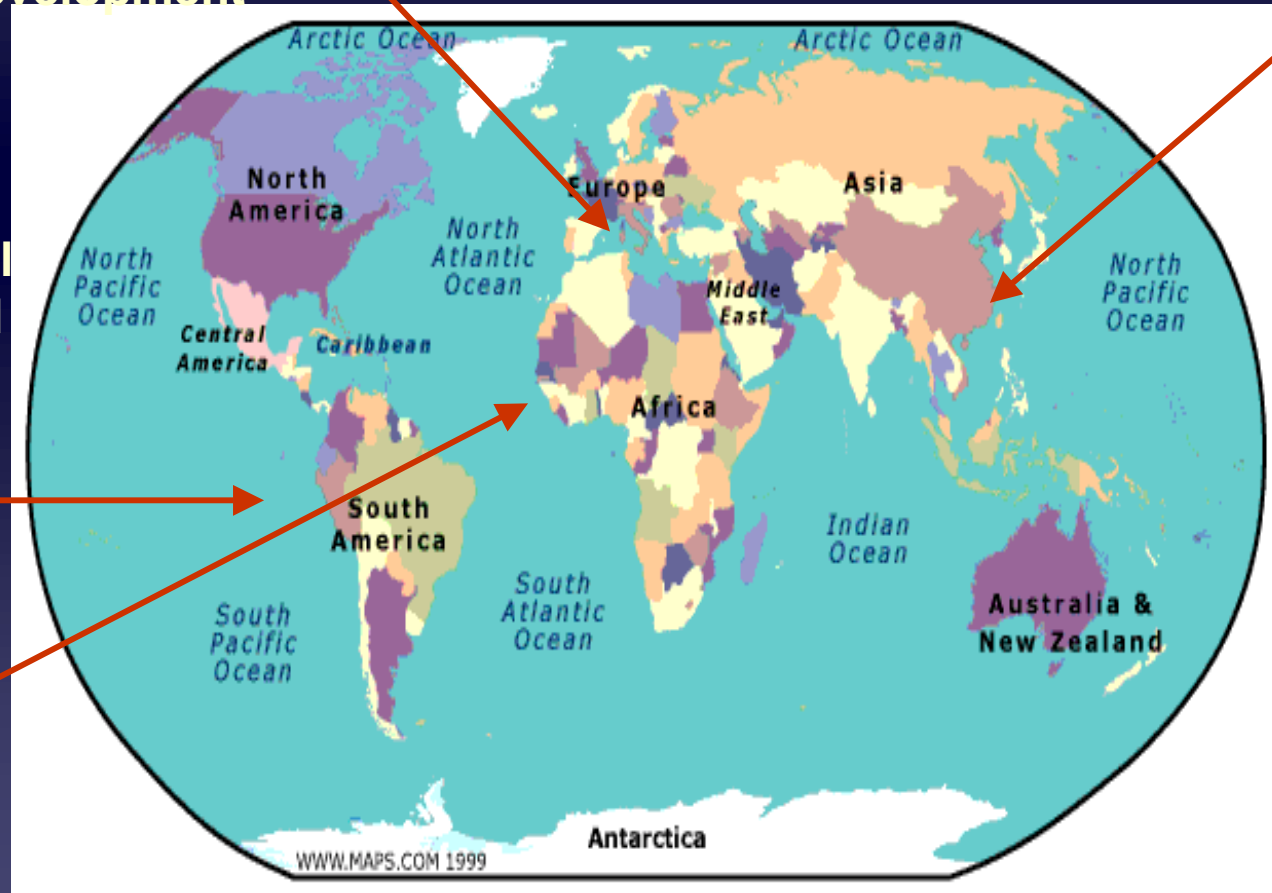 Arctic Ocean
Arctic Ocean
North
America
Europe
Asia
North
Atlantic
Ocean
North
Pacific
Ocean
North
Pacific
Ocean
Middle
East
Central
America
Caribbean
Africa
South
America
Indian
Ocean
South
Atlantic
Ocean
South
Pacific
Ocean
Australia &
New Zealand
Antarctica
WWW.MAPS.COM 1999